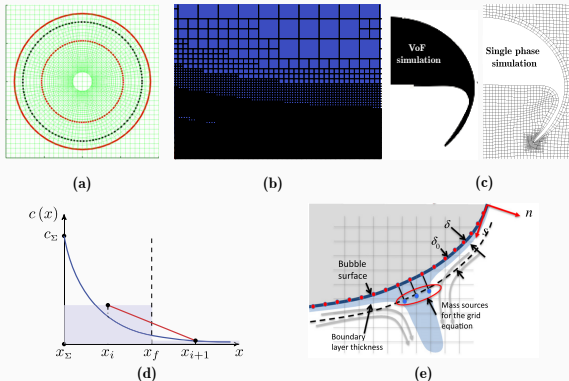 VoF
simulation
Single phase
simulation
(a)
(b)
(c)
c (x)
c_Σ
x_Σ
x_i
x_f
x_{i+1}
x
(d)
n
δ
δ_0
Bubble
surface
Mass sources
for the grid
equation
Boundary
layer thickness
(e)